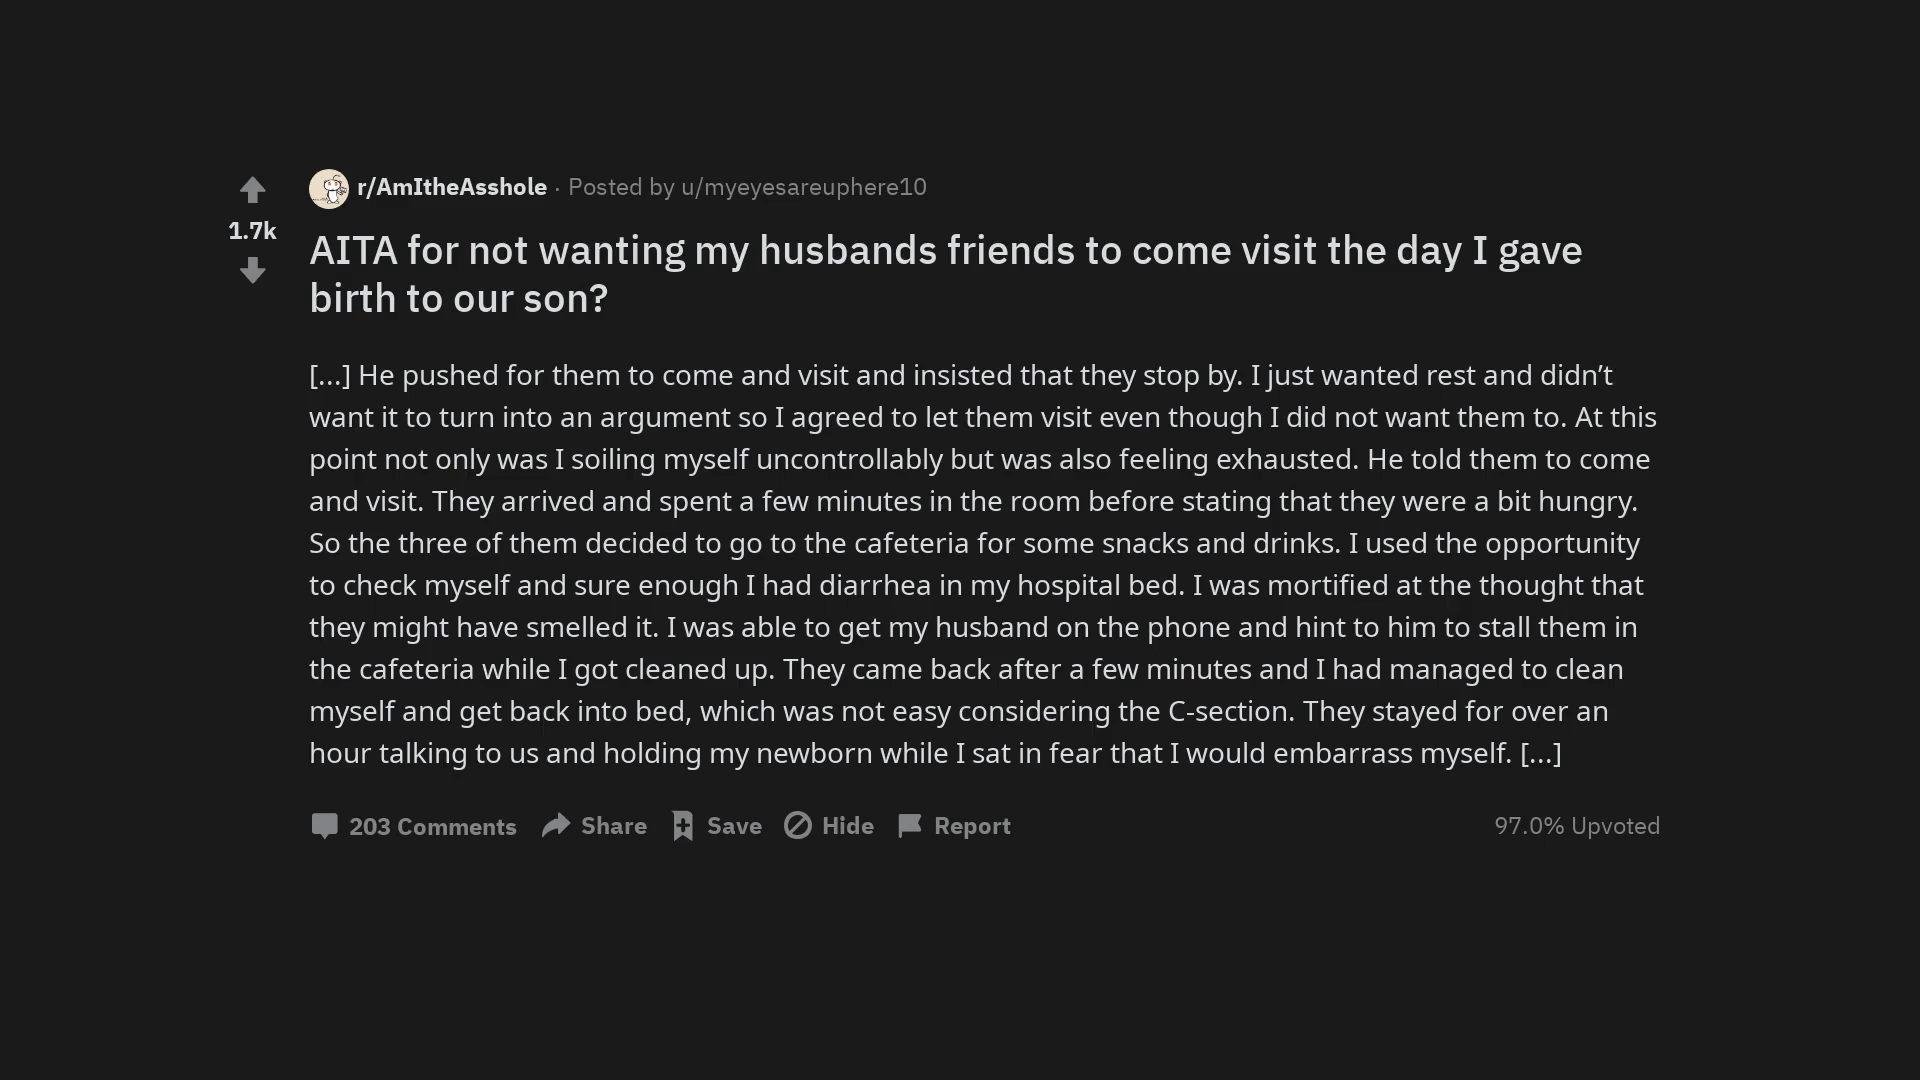 r/AmItheAsshole · Posted by u/myeyesareuphere10
1.7k
AITA for not wanting my husbands friends to come visit the day I gave
birth to our son?
[...] He pushed for them to come and visit and insisted that they stop by. I just wanted rest and didn’t
want it to turn into an argument so I agreed to let them visit even though I did not want them to. At this
point not only was I soiling myself uncontrollably but was also feeling exhausted. He told them to come
and visit. They arrived and spent a few minutes in the room before stating that they were a bit hungry.
So the three of them decided to go to the cafeteria for some snacks and drinks. I used the opportunity
to check myself and sure enough I had diarrhea in my hospital bed. I was mortified at the thought that
they might have smelled it. I was able to get my husband on the phone and hint to him to stall them in
the cafeteria while I got cleaned up. They came back after a few minutes and I had managed to clean
myself and get back into bed, which was not easy considering the C-section. They stayed for over an
hour talking to us and holding my newborn while I sat in fear that I would embarrass myself. [...]
203 Comments Share Save Hide Report 97.0% Upvoted